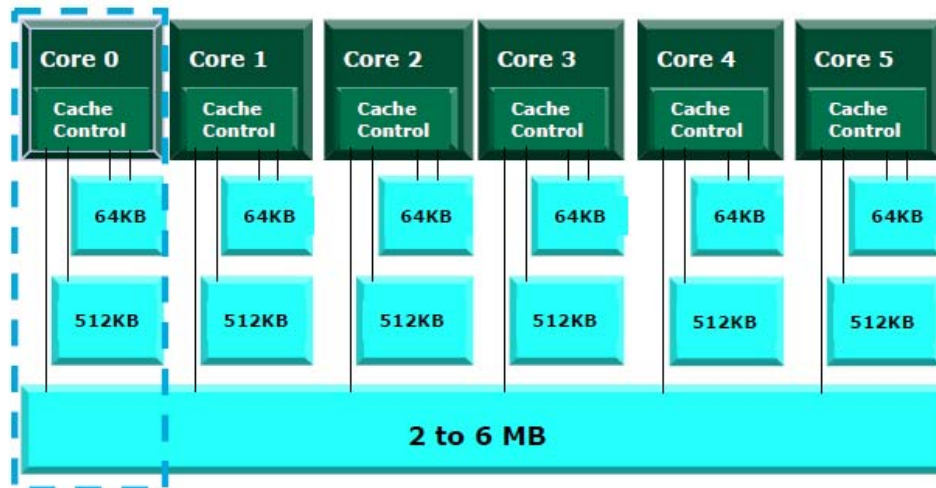 Core 0
Core 1
Core 2
Core 3
Core 4
Core 5
Cache
Control
Cache
Control
Cache
Control
Cache
Control
Cache
Control
Cache
Control
64KB
64KB
64KB
64KB
64KB
64KB
512KB
512KB
512KB
512KB
512KB
512KB
2 to 6 MB